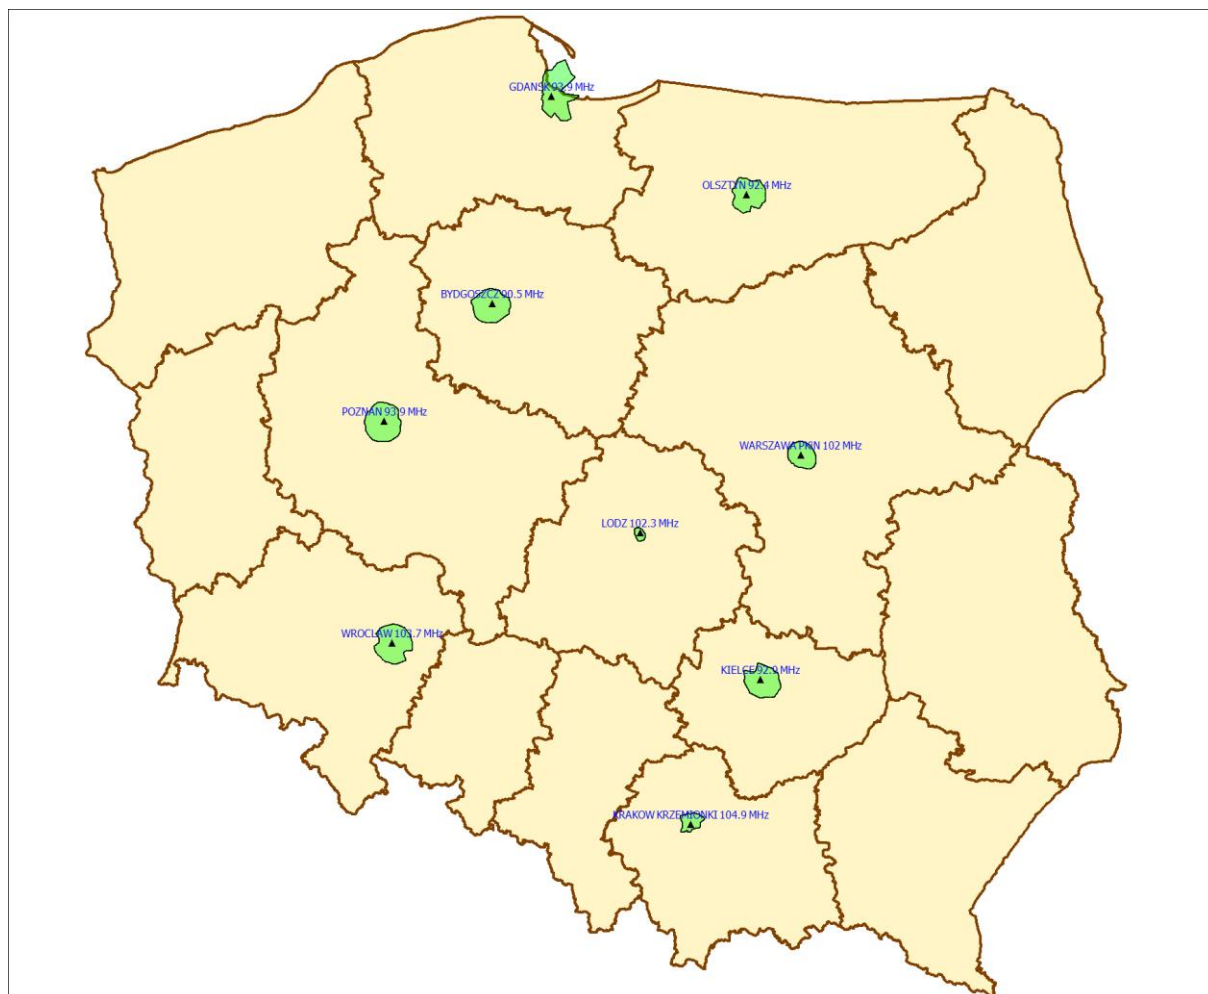 GDANSK 93.9 MHz
OLSZTYN 92.4 MHz
BYDGOSZCZ 90.5 MHz
POZNAN 93.9 MHz
WARSZAWA PKIN 102 MHz
LODZ 102.3 MHz
WROCLAW 103.7 MHz
KIELCE 92.9 MHz
KRAKOW KRZEMIONKI 104.9 MHz